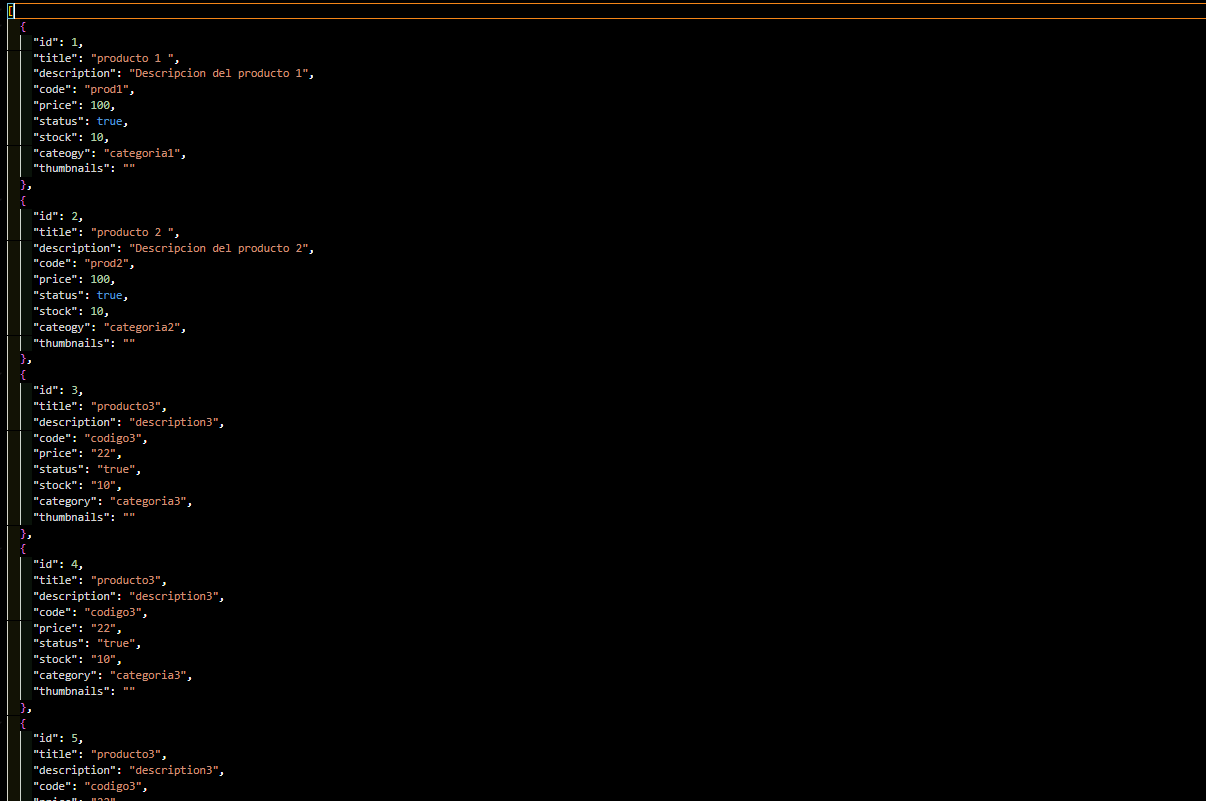 [
{
"id": 1,
"title": "producto 1 ",
"description": "Descripcion del producto 1",
"code": "prod1",
"price": 100,
"status": true,
"stock": 10,
"cateogy": "categoria1",
"thumbnails": ""
},
{
"id": 2,
"title": "producto 2 ",
"description": "Descripcion del producto 2",
"code": "prod2",
"price": 100,
"status": true,
"stock": 10,
"cateogy": "categoria2",
"thumbnails": ""
},
{
"id": 3,
"title": "producto3",
"description": "description3",
"code": "codigo3",
"price": "22",
"status": "true",
"stock": "10",
"category": "categoria3",
"thumbnails": ""
},
{
"id": 4,
"title": "producto3",
"description": "description3",
"code": "codigo3",
"price": "22",
"status": "true",
"stock": "10",
"category": "categoria3",
"thumbnails": ""
},
{
"id": 5,
"title": "producto3",
"description": "description3",
"code": "codigo3",